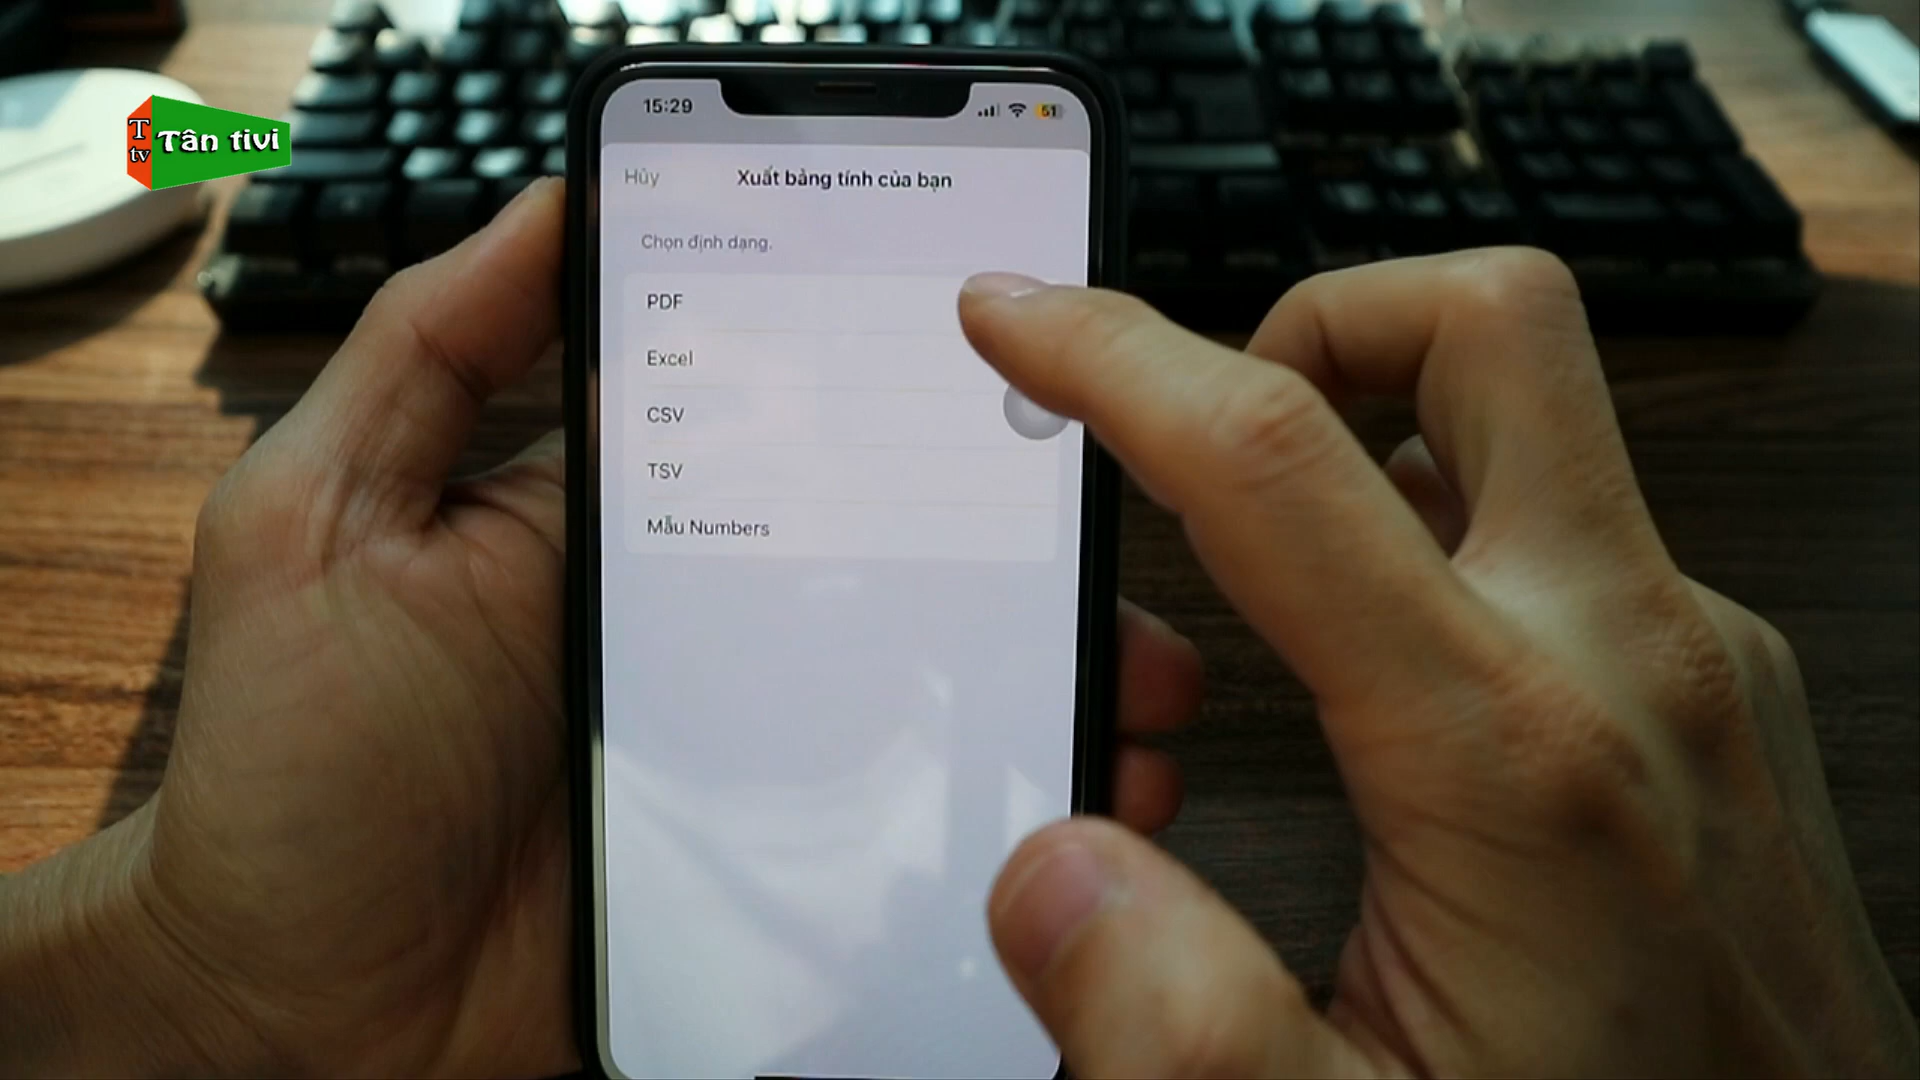 T
tv
Tân tivi
15:29
51
Hủy
Xuất bảng tính của bạn
Chọn định dạng.
PDF
Excel
CSV
TSV
Mẫu Numbers